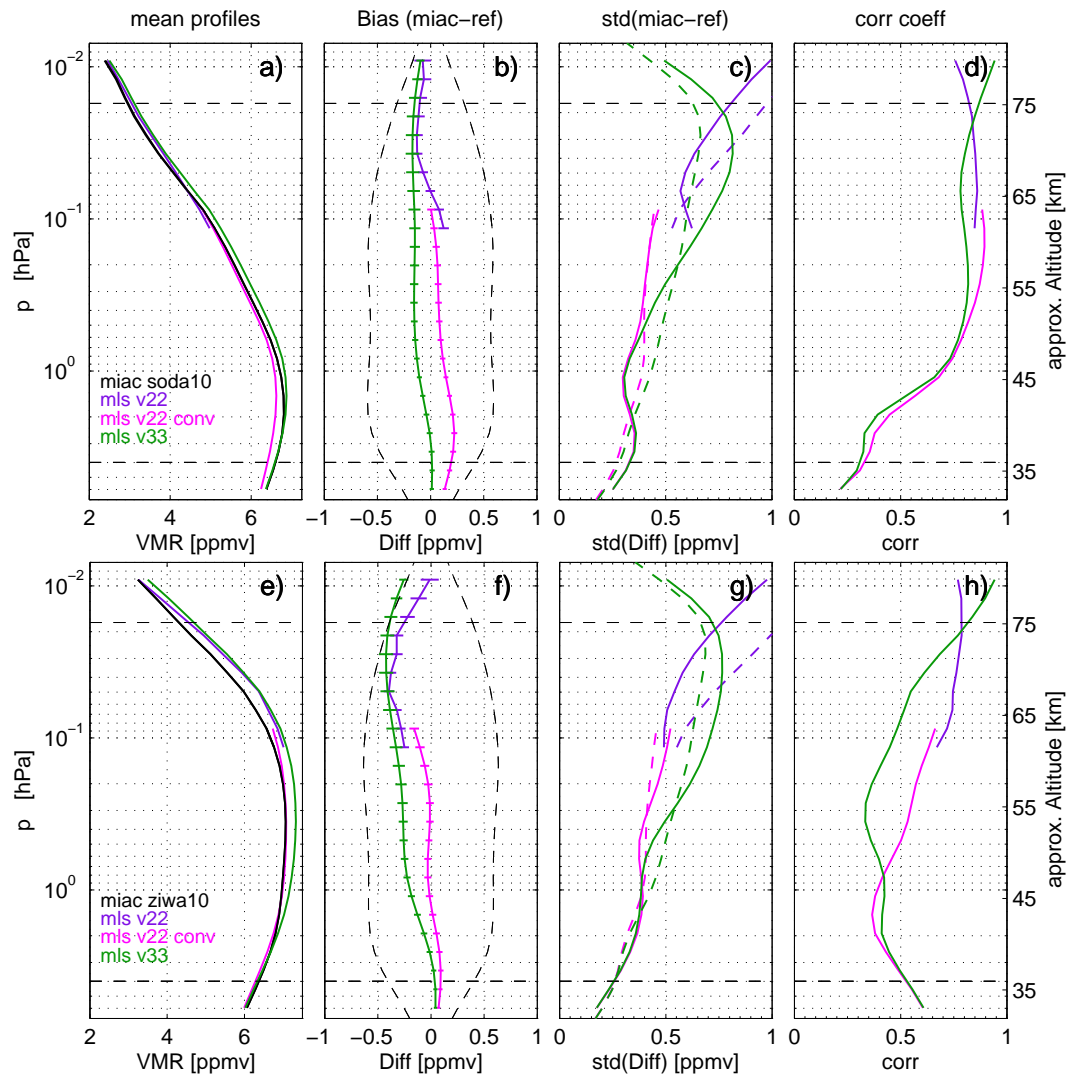 mean profiles Bias (miac−ref) std(miac−ref) corr coeff
a) b) c) d)
10⁻² 75
65
10⁻¹
p [hPa] 55 approx. Altitude [km]
10⁰ 45
miac soda10
mls v22
mls v22 conv
mls v33
35
2 4 6 −1 −0.5 0 0.5 1 0 0.5 1 0 0.5 1
VMR [ppmv] Diff [ppmv] std(Diff) [ppmv] corr
e) f) g) h)
10⁻² 75
65
10⁻¹
p [hPa] 55 approx. Altitude [km]
10⁰ 45
miac ziwa10
mls v22
mls v22 conv
mls v33
35
2 4 6 −1 −0.5 0 0.5 1 0 0.5 1 0 0.5 1
VMR [ppmv] Diff [ppmv] std(Diff) [ppmv] corr